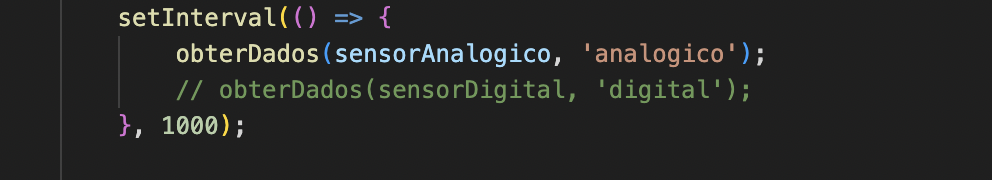 setInterval(() => {
    obterDados(sensorAnalogico, 'analogico');
    // obterDados(sensorDigital, 'digital');
}, 1000);